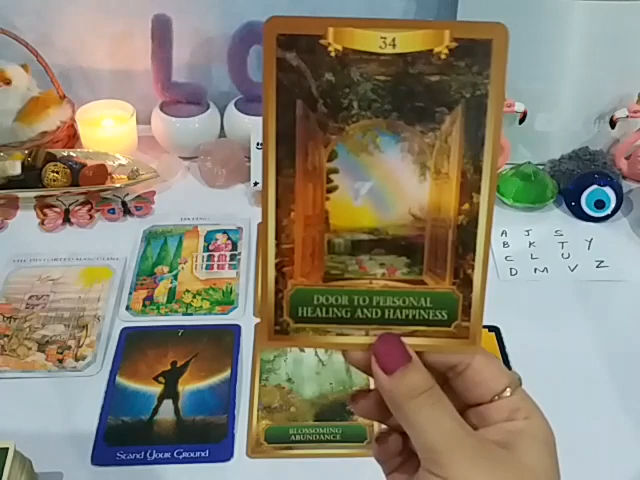 34
DOOR TO PERSONAL
HEALING AND HAPPINESS
L
7
Stand Your Ground
BLOSSOMING
ABUNDANCE
A J S
B K T Y
C L U
D M V Z